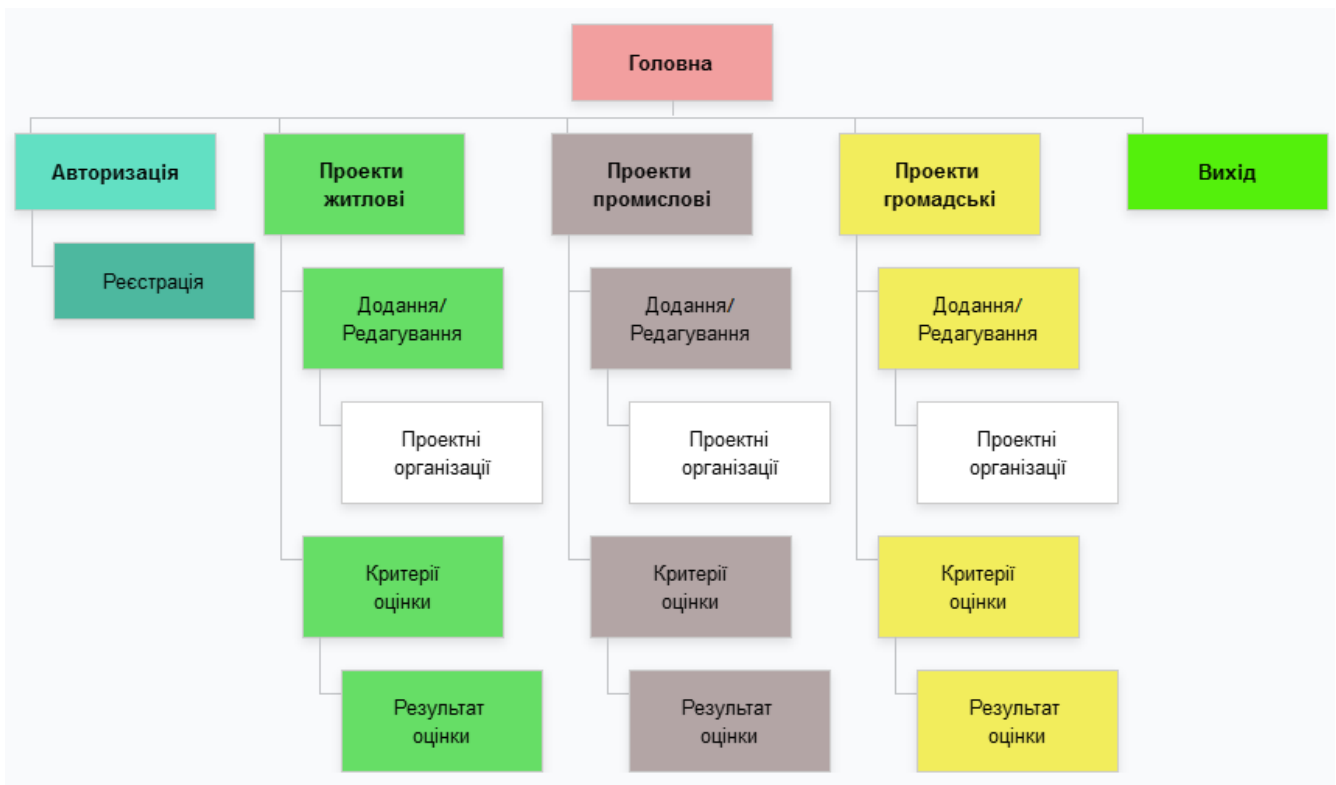 Головна
Авторизація
Реєстрація
Проекти
житлові
Додання/
Редагування
Проектні
організації
Критерії
оцінки
Результат
оцінки
Проекти
промислові
Додання/
Редагування
Проектні
організації
Критерії
оцінки
Результат
оцінки
Проекти
громадські
Додання/
Редагування
Проектні
організації
Критерії
оцінки
Результат
оцінки
Вихід